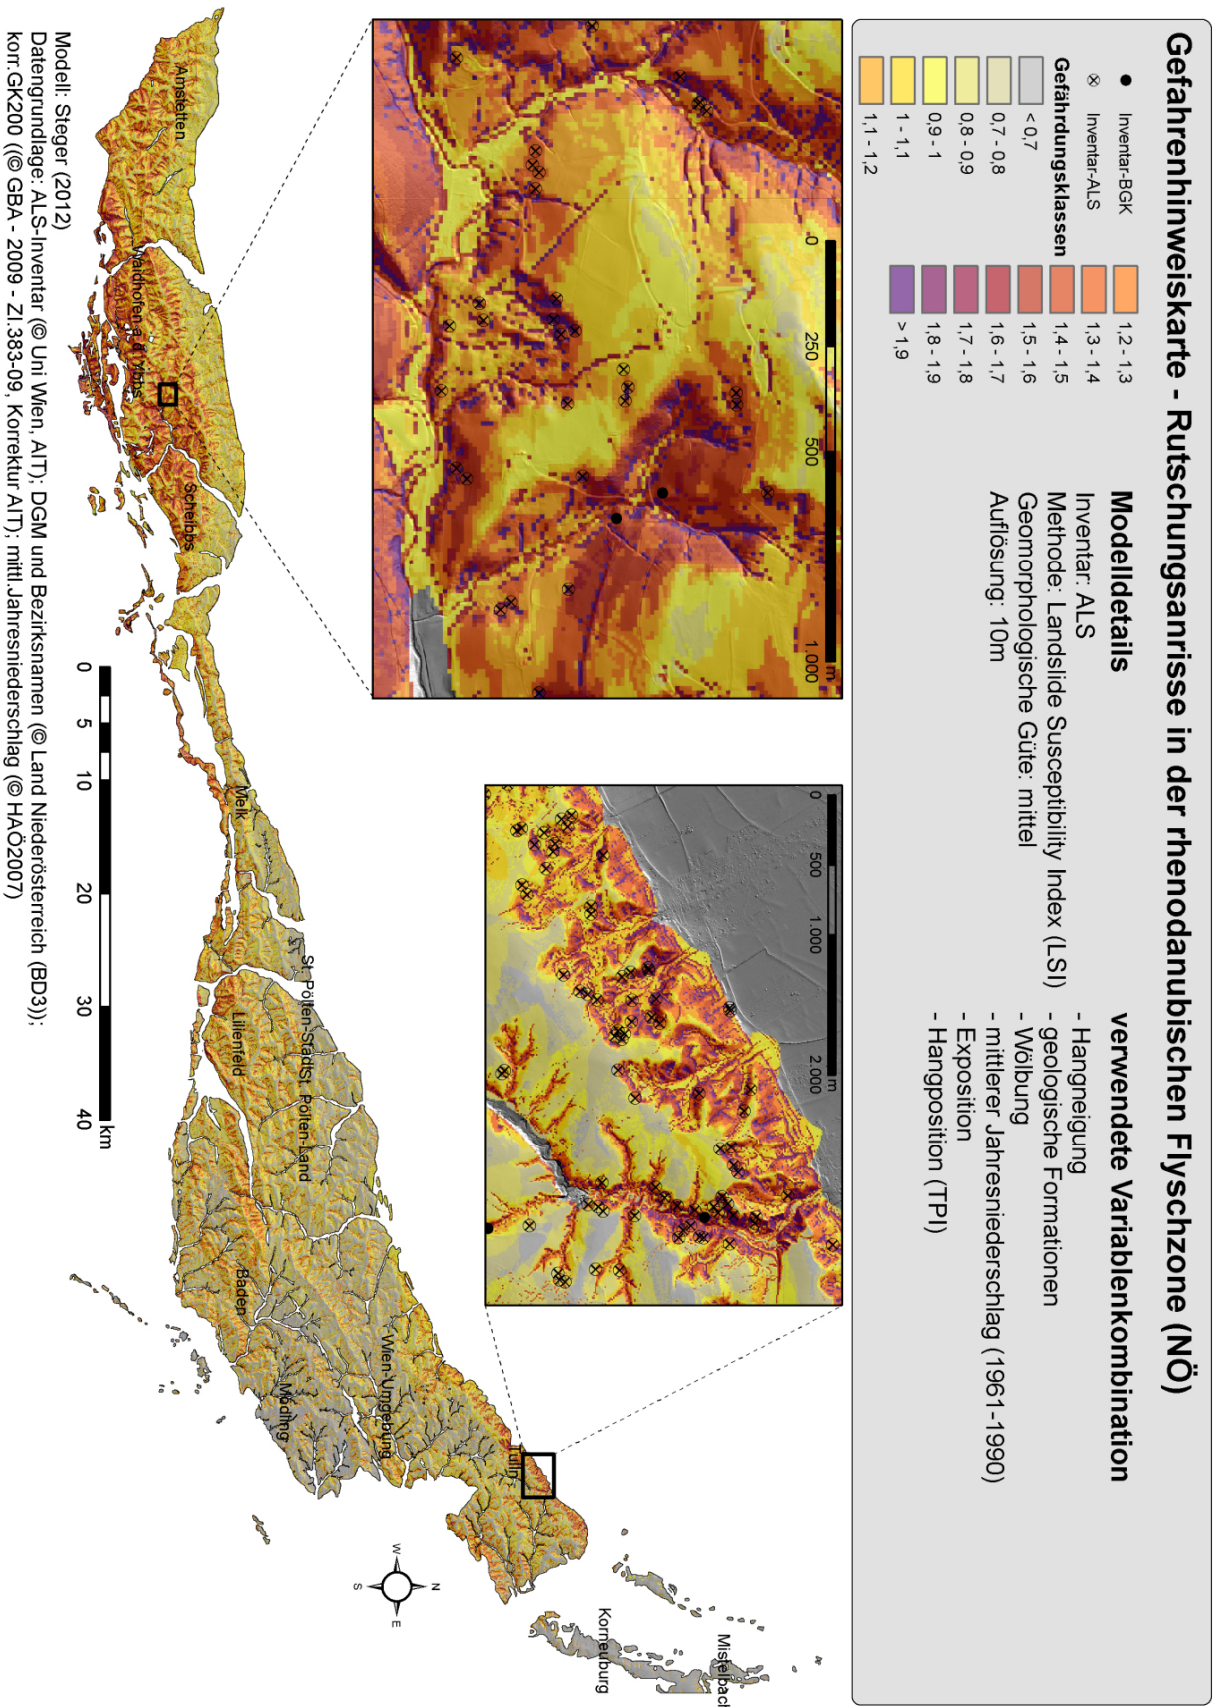 Gefahrenhinweiskarte - Rutschungsanrisse in der rhenodanubischen Flyschzone (NÖ)
Inventar-BGK
Inventar-ALS
Gefährdungsklassen
< 0,7
0,7 - 0,8
0,8 - 0,9
0,9 - 1
1 - 1,1
1,1 - 1,2
1,2 - 1,3
1,3 - 1,4
1,4 - 1,5
1,5 - 1,6
1,6 - 1,7
1,7 - 1,8
1,8 - 1,9
> 1,9
Modelldetails
Inventar: ALS
Methode: Landslide Susceptibility Index (LSI)
Geomorphologische Güte: mittel
Auflösung: 10m
verwendete Variablenkombination
- Hangneigung
- geologische Formationen
- Wölbung
- mittlerer Jahresniederschlag (1961-1990)
- Exposition
- Hangposition (TPI)
0 250 500 1.000 m
0 500 1.000 2.000 m
Amstetten
Waidhofen a.d.Ybbs
Scheibbs
Melk
St. Pölten-Stadt
St. Pölten-Land
Lilienfeld
Baden
Mödling
Wien-Umgebung
Tulln
Korneuburg
Mistelbach
N
W E
S
0 5 10 20 30 40 km
Modell: Steger (2012)
Datengrundlage: ALS-Inventar (© Uni Wien, AIT); DGM und Bezirksnamen (© Land Niederösterreich (BD3));
korr.GK200 ((© GBA - 2009 - Zl.383-09, Korrektur AIT); mittl.Jahresniederschlag (© HAÖ2007)